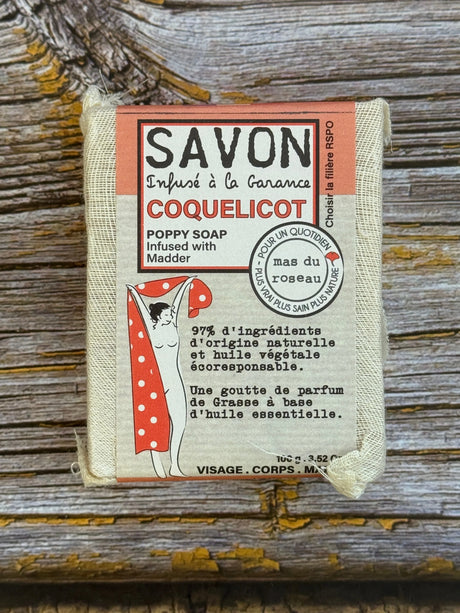 SAVON
Infusé à la Garance
COQUELICOT
POPPY SOAP
Infused with
Madder
Choisir la filière RSPO
POUR UN QUOTIDIEN
PLUS VRAI PLUS SAIN PLUS NATURE
mas du
roseau
97% d'ingrédients
d'origine naturelle
et huile végétale
écoresponsable.
Une goutte de parfum
de Grasse à base
d'huile essentielle.
100 g . 3.52
VISAGE . CORPS .